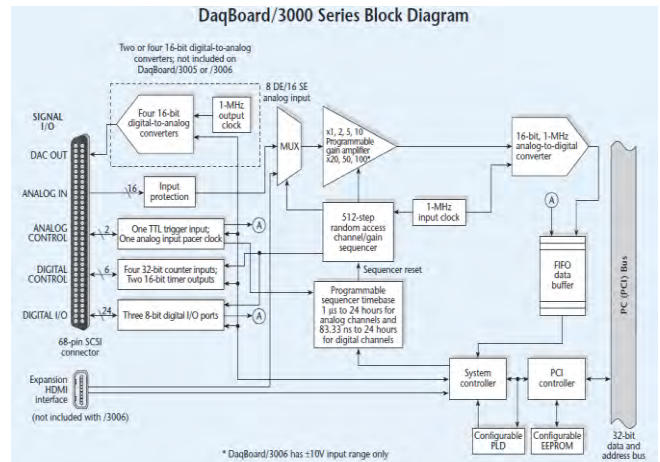 DaqBoard/3000 Series Block Diagram
Two or four 16-bit digital-to-analog
converters; not included on
DaqBoard/3005 or /3006
SIGNAL
I/O
Four 16-bit
digital-to-analog
converters
1-MHz
output
clock
8 DE/16 SE
analog input
MUX
x1, 2, 5, 10
Programmable
gain amplifier
x20, 50, 100*
16-bit, 1-MHz
analog-to-digital
converter
DAC OUT
ANALOG IN
16
Input
protection
ANALOG
CONTROL
2
One TTL trigger input;
One analog input pacer clock
A
512-step
random access
channel/gain
sequencer
1-MHz
input clock
A
DIGITAL
CONTROL
6
Four 32-bit counter inputs;
Two 16-bit timer outputs
Sequencer reset
FIFO
data
buffer
PC (PCI) Bus
DIGITAL I/O
24
Three 8-bit digital I/O ports
A
Programmable
sequencer timebase
1 µs to 24 hours for
analog channels and
83.33 ns to 24 hours
for digital channels
68-pin SCSI
connector
Expansion
HDMI
interface
(not included with /3006)
System
controller
PCI
controller
Configurable
PLD
Configurable
EEPROM
32-bit
data and
address bus
* DaqBoard/3006 has ±10V input range only